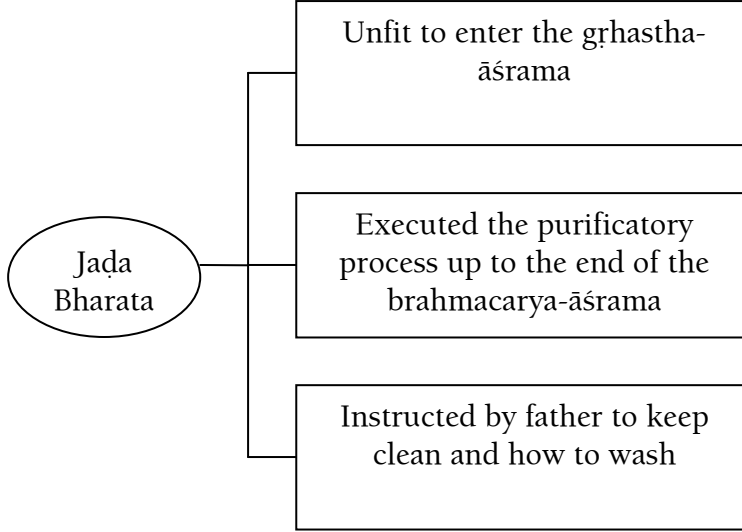 Unfit to enter the gṛhastha-
āśrama
Jaḍa
Bharata
Executed the purificatory
process up to the end of the
brahmacarya-āśrama
Instructed by father to keep
clean and how to wash